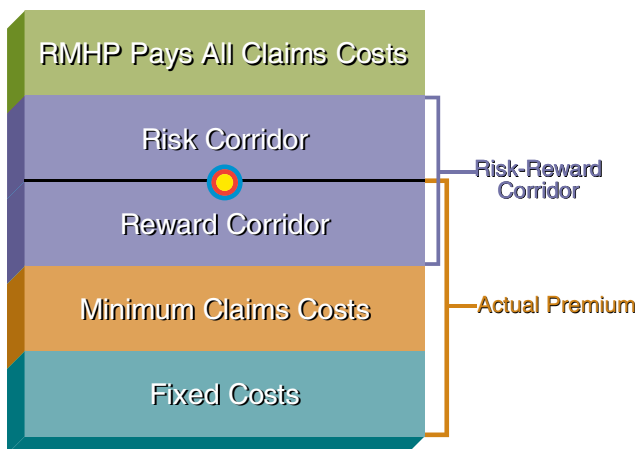 RMHP Pays All Claims Costs
Risk Corridor
Reward Corridor
Minimum Claims Costs
Fixed Costs
Risk-Reward
Corridor
Actual Premium